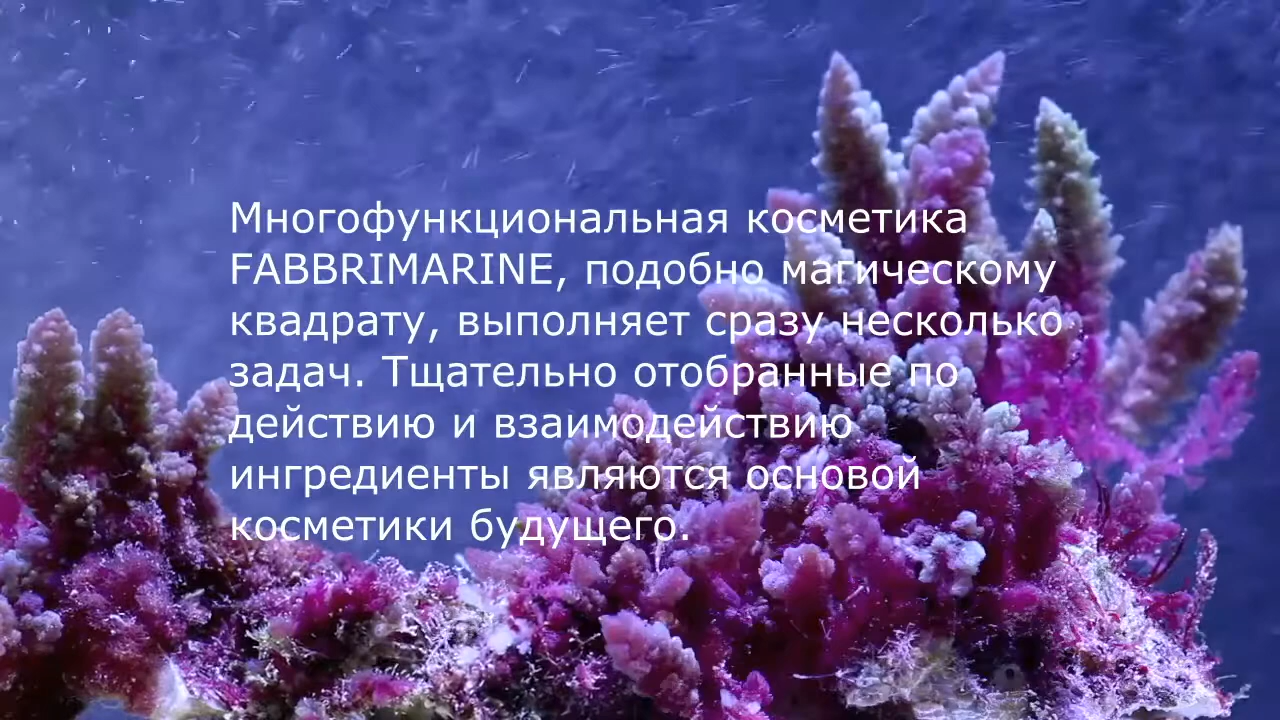 Многофункциональная косметика
FABBRIMARINE, подобно магическому
квадрату, выполняет сразу несколько
задач. Тщательно отобранные по
действию и взаимодействию
ингредиенты являются основой
косметики будущего.